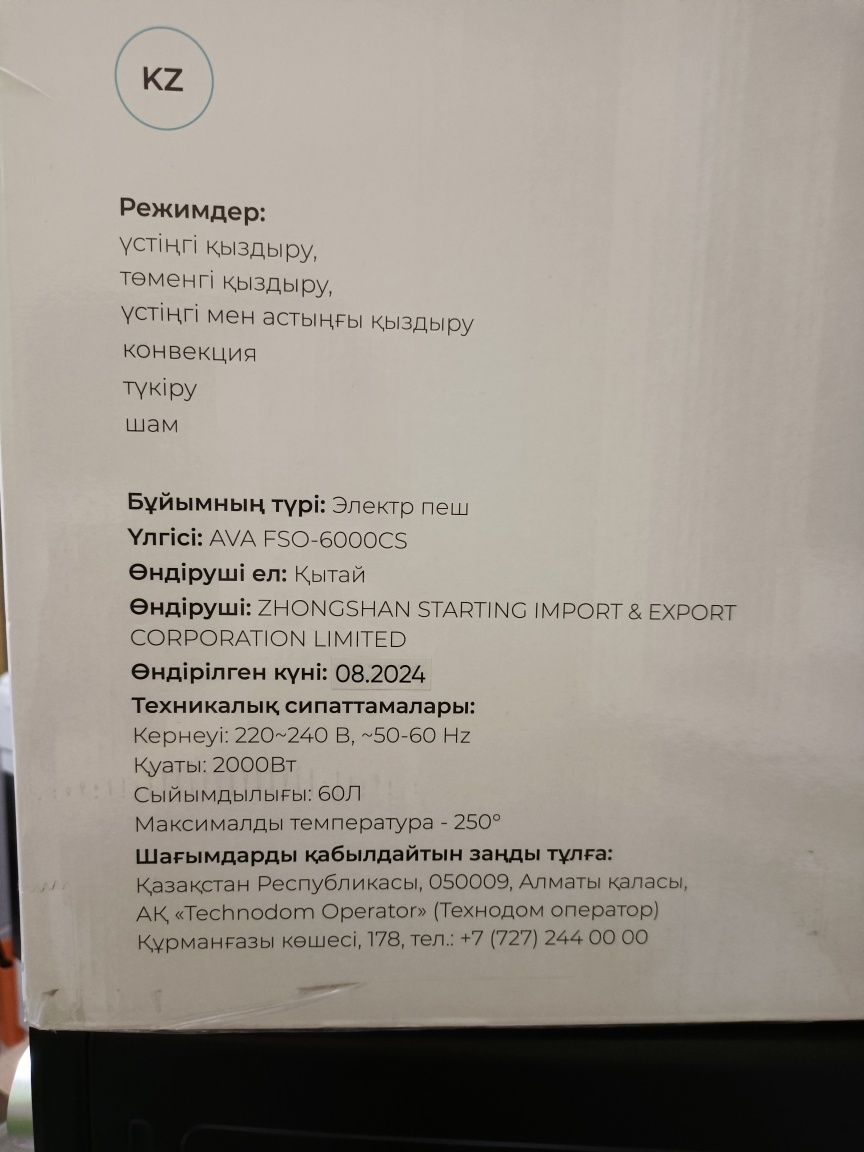 KZ
Режимдер:
үстіңгі қыздыру,
төменгі қыздыру,
үстіңгі мен астыңғы қыздыру
конвекция
түкіру
шам
Бұйымның түрі: Электр пеш
Үлгісі: AVA FSO-6000CS
Өндіруші ел: Қытай
Өндіруші: ZHONGSHAN STARTING IMPORT & EXPORT
CORPORATION LIMITED
Өндірілген күні: 08.2024
Техникалық сипаттамалары:
Кернеуі: 220~240 В, ~50-60 Hz
Қуаты: 2000Вт
Сыйымдылығы: 60Л
Максималды температура - 250°
Шағымдарды қабылдайтын заңды тұлға:
Қазақстан Республикасы, 050009, Алматы қаласы,
АҚ «Technodom Operator» (Технодом оператор)
Құрманғазы көшесі, 178, тел.: +7 (727) 244 00 00